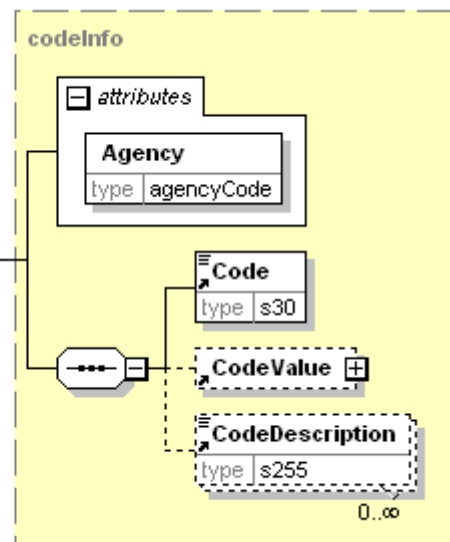 codeInfo
attributes
Agency
type agencyCode
Code
type s30
CodeValue
CodeDescription
type s255
0..∞